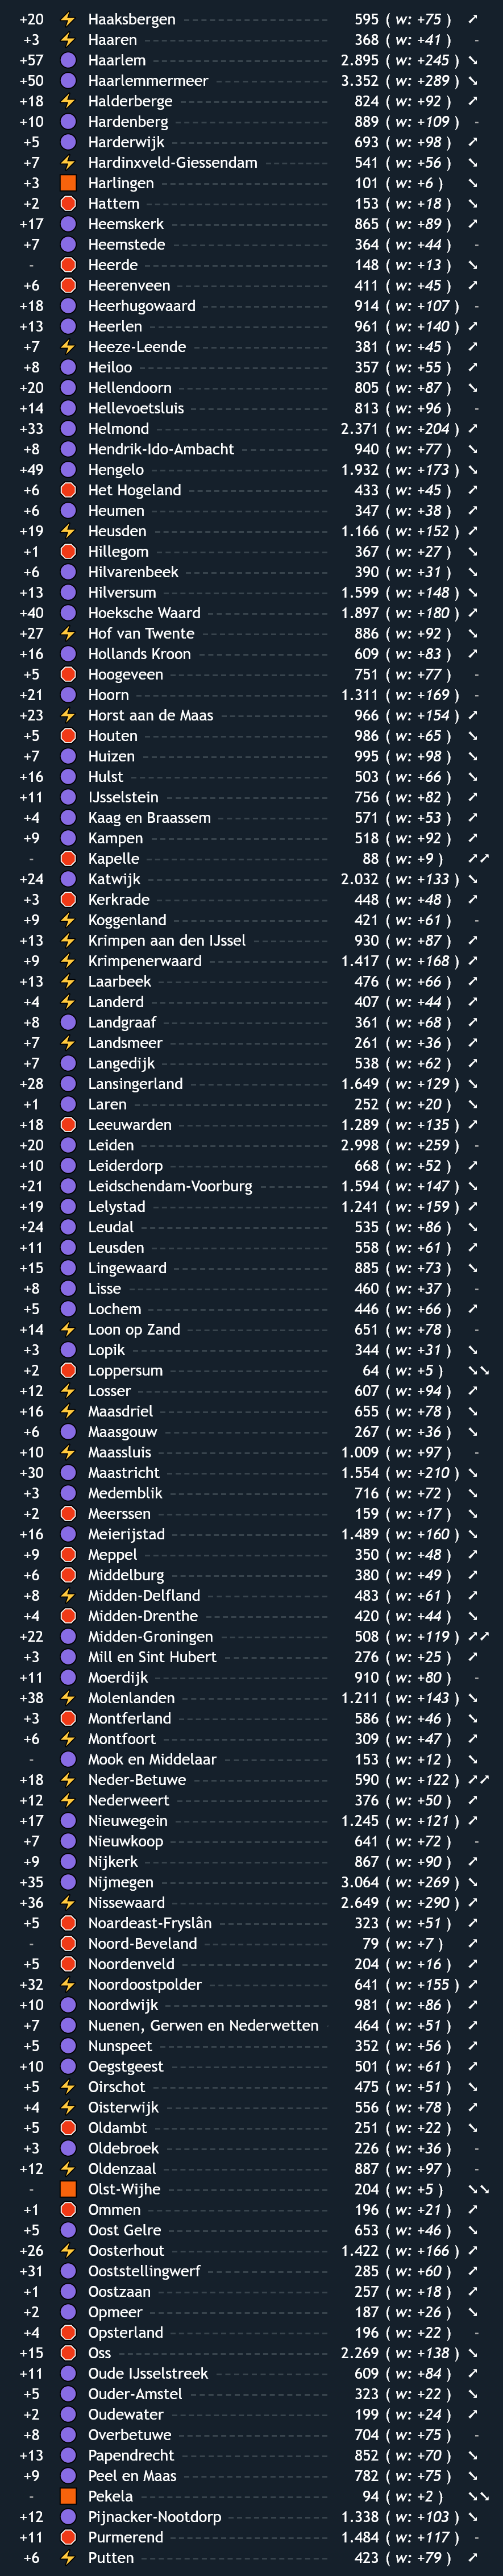 +20 Haaksbergen 595 ( w: +75 )
+3 Haaren 368 ( w: +41 ) -
+57 Haarlem 2.895 ( w: +245 )
+50 Haarlemmermeer 3.352 ( w: +289 )
+18 Halderberge 824 ( w: +92 )
+10 Hardenberg 889 ( w: +109 ) -
+5 Harderwijk 693 ( w: +98 )
+7 Hardinxveld-Giessendam 541 ( w: +56 )
+3 Harlingen 101 ( w: +6 )
+2 Hattem 153 ( w: +18 )
+17 Heemskerk 865 ( w: +89 )
+7 Heemstede 364 ( w: +44 ) -
- Heerde 148 ( w: +13 )
+6 Heerenveen 411 ( w: +45 )
+18 Heerhugowaard 914 ( w: +107 ) -
+13 Heerlen 961 ( w: +140 )
+7 Heeze-Leende 381 ( w: +45 )
+8 Heiloo 357 ( w: +55 )
+20 Hellendoorn 805 ( w: +87 )
+14 Hellevoetsluis 813 ( w: +96 ) -
+33 Helmond 2.371 ( w: +204 )
+8 Hendrik-Ido-Ambacht 940 ( w: +77 )
+49 Hengelo 1.932 ( w: +173 )
+6 Het Hogeland 433 ( w: +45 )
+6 Heumen 347 ( w: +38 )
+19 Heusden 1.166 ( w: +152 )
+1 Hillegom 367 ( w: +27 )
+6 Hilvarenbeek 390 ( w: +31 )
+13 Hilversum 1.599 ( w: +148 )
+40 Hoeksche Waard 1.897 ( w: +180 )
+27 Hof van Twente 886 ( w: +92 )
+16 Hollands Kroon 609 ( w: +83 )
+5 Hoogeveen 751 ( w: +77 ) -
+21 Hoorn 1.311 ( w: +169 ) -
+23 Horst aan de Maas 966 ( w: +154 )
+5 Houten 986 ( w: +65 )
+7 Huizen 995 ( w: +98 )
+16 Hulst 503 ( w: +66 )
+11 IJsselstein 756 ( w: +82 )
+4 Kaag en Braassem 571 ( w: +53 )
+9 Kampen 518 ( w: +92 )
- Kapelle 88 ( w: +9 )
+24 Katwijk 2.032 ( w: +133 )
+3 Kerkrade 448 ( w: +48 )
+9 Koggenland 421 ( w: +61 ) -
+13 Krimpen aan den IJssel 930 ( w: +87 )
+9 Krimpenerwaard 1.417 ( w: +168 )
+13 Laarbeek 476 ( w: +66 )
+4 Landerd 407 ( w: +44 )
+8 Landgraaf 361 ( w: +68 )
+7 Landsmeer 261 ( w: +36 )
+7 Langedijk 538 ( w: +62 )
+28 Lansingerland 1.649 ( w: +129 )
+1 Laren 252 ( w: +20 )
+18 Leeuwarden 1.289 ( w: +135 )
+20 Leiden 2.998 ( w: +259 ) -
+10 Leiderdorp 668 ( w: +52 )
+21 Leidschendam-Voorburg 1.594 ( w: +147 )
+19 Lelystad 1.241 ( w: +159 )
+24 Leudal 535 ( w: +86 )
+11 Leusden 558 ( w: +61 )
+15 Lingewaard 885 ( w: +73 )
+8 Lisse 460 ( w: +37 ) -
+5 Lochem 446 ( w: +66 )
+14 Loon op Zand 651 ( w: +78 ) -
+3 Lopik 344 ( w: +31 )
+2 Loppersum 64 ( w: +5 )
+12 Losser 607 ( w: +94 )
+16 Maasdriel 655 ( w: +78 )
+6 Maasgouw 267 ( w: +36 )
+10 Maassluis 1.009 ( w: +97 ) -
+30 Maastricht 1.554 ( w: +210 )
+3 Medemblik 716 ( w: +72 )
+2 Meerssen 159 ( w: +17 )
+16 Meierijstad 1.489 ( w: +160 )
+9 Meppel 350 ( w: +48 )
+6 Middelburg 380 ( w: +49 )
+8 Midden-Delfland 483 ( w: +61 )
+4 Midden-Drenthe 420 ( w: +44 )
+22 Midden-Groningen 508 ( w: +119 )
+3 Mill en Sint Hubert 276 ( w: +25 )
+11 Moerdijk 910 ( w: +80 ) -
+38 Molenlanden 1.211 ( w: +143 )
+3 Montferland 586 ( w: +46 )
+6 Montfoort 309 ( w: +47 )
- Mook en Middelaar 153 ( w: +12 )
+18 Neder-Betuwe 590 ( w: +122 )
+12 Nederweert 376 ( w: +50 )
+17 Nieuwegein 1.245 ( w: +121 )
+7 Nieuwkoop 641 ( w: +72 ) -
+9 Nijkerk 867 ( w: +90 )
+35 Nijmegen 3.064 ( w: +269 )
+36 Nissewaard 2.649 ( w: +290 )
+5 Noardeast-Fryslân 323 ( w: +51 )
- Noord-Beveland 79 ( w: +7 )
+5 Noordenveld 204 ( w: +16 )
+32 Noordoostpolder 641 ( w: +155 )
+10 Noordwijk 981 ( w: +86 )
+7 Nuenen, Gerwen en Nederwetten 464 ( w: +51 )
+5 Nunspeet 352 ( w: +56 )
+10 Oegstgeest 501 ( w: +61 )
+5 Oirschot 475 ( w: +51 )
+4 Oisterwijk 556 ( w: +78 )
+5 Oldambt 251 ( w: +22 )
+3 Oldebroek 226 ( w: +36 ) -
+12 Oldenzaal 887 ( w: +97 ) -
- Olst-Wijhe 204 ( w: +5 )
+1 Ommen 196 ( w: +21 )
+5 Oost Gelre 653 ( w: +46 )
+26 Oosterhout 1.422 ( w: +166 )
+31 Ooststellingwerf 285 ( w: +60 )
+1 Oostzaan 257 ( w: +18 )
+2 Opmeer 187 ( w: +26 )
+4 Opsterland 196 ( w: +22 ) -
+15 Oss 2.269 ( w: +138 )
+11 Oude IJsselstreek 609 ( w: +84 )
+5 Ouder-Amstel 323 ( w: +22 )
+2 Oudewater 199 ( w: +24 )
+8 Overbetuwe 704 ( w: +75 ) -
+13 Papendrecht 852 ( w: +70 )
+9 Peel en Maas 782 ( w: +75 )
- Pekela 94 ( w: +2 )
+12 Pijnacker-Nootdorp 1.338 ( w: +103 )
+11 Purmerend 1.484 ( w: +117 ) -
+6 Putten 423 ( w: +79 )